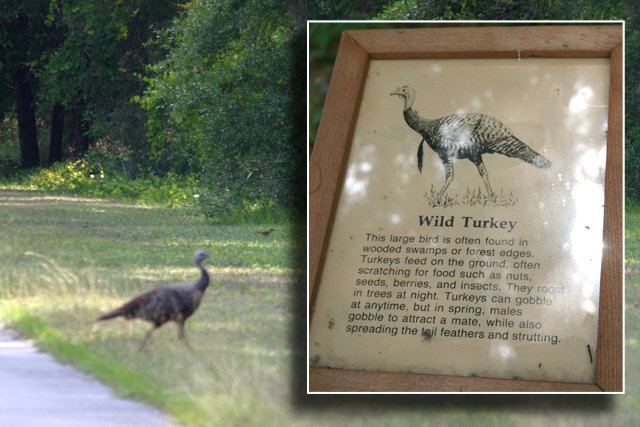 Wild Turkey
This large bird is often found in
wooded swamps or forest edges.
Turkeys feed on the ground, often
scratching for food such as nuts,
seeds, berries, and insects. They roost
in trees at night. Turkeys can gobble
at anytime, but in spring, males
gobble to attract a mate, while also
spreading the tail feathers and strutting.